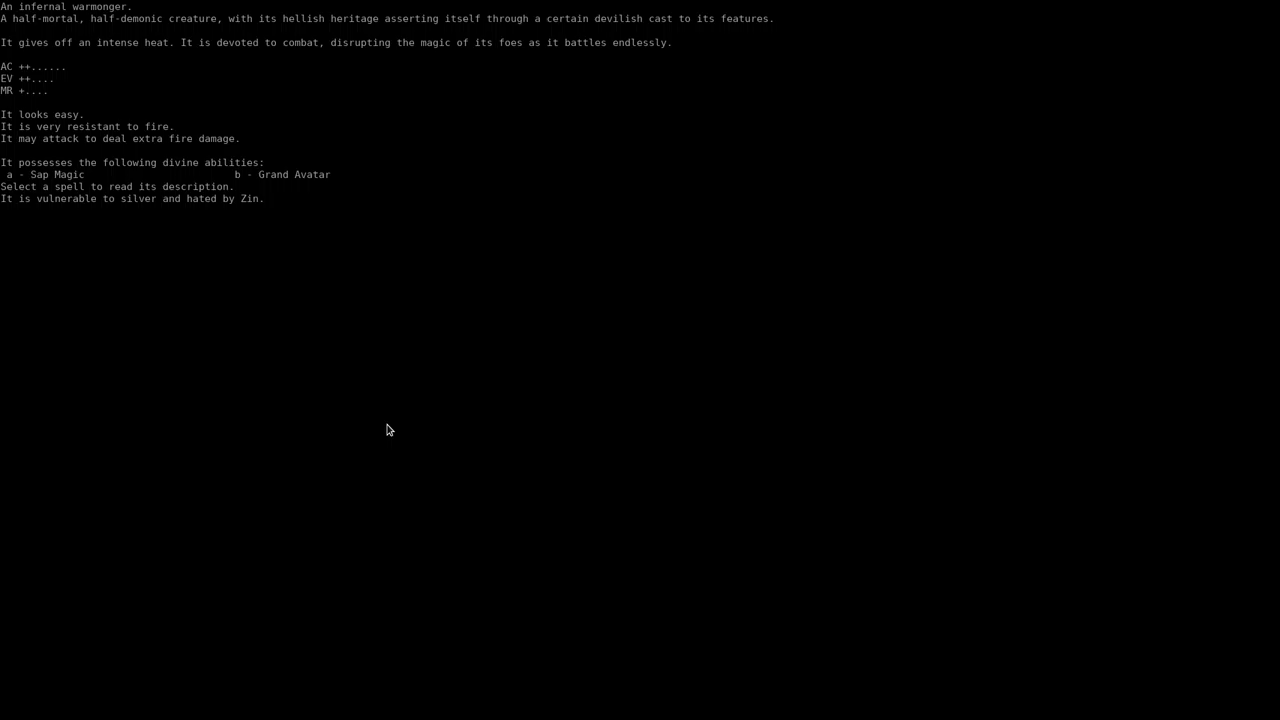 An infernal warmonger.
A half-mortal, half-demonic creature, with its hellish heritage asserting itself through a certain devilish cast to its features.
It gives off an intense heat. It is devoted to combat, disrupting the magic of its foes as it battles endlessly.
AC ++......
EV ++....
MR +....
It looks easy.
It is very resistant to fire.
It may attack to deal extra fire damage.
It possesses the following divine abilities:
a - Sap Magic b - Grand Avatar
Select a spell to read its description.
It is vulnerable to silver and hated by Zin.